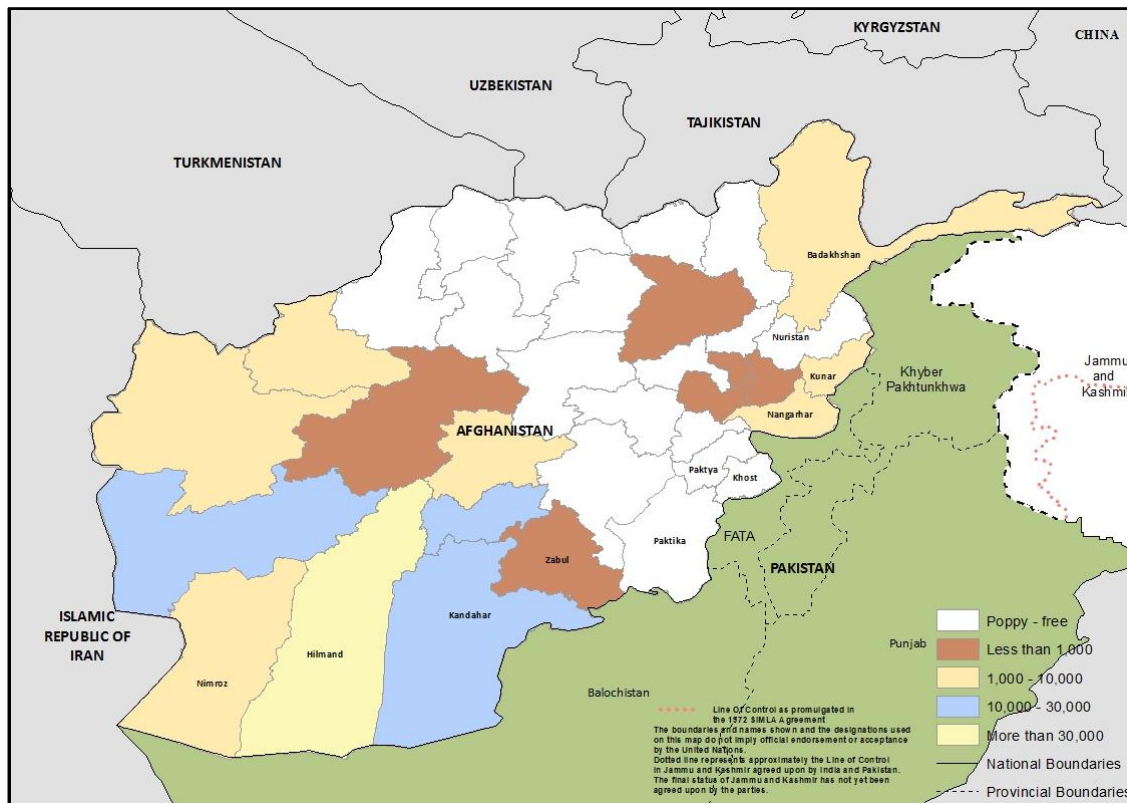 KYRGYZSTAN
CHINA
UZBEKISTAN
TAJIKISTAN
TURKMENISTAN
Badakhshan
Nuristan
Jammu
and
Kashmir
Khyber
Pakhtunkhwa
Kunar
Nangarhar
AFGHANISTAN
Paktya
Khost
Paktika
FATA
Zabul
PAKISTAN
ISLAMIC
REPUBLIC OF
IRAN
Kandahar
Hilmand
Nimroz
Punjab
Balochistan
Poppy - free
Less than 1,000
1,000 - 10,000
10,000 - 30,000
More than 30,000
National Boundaries
Provincial Boundaries
Line Of Control as promulgated in
the 1972 SIMLA Agreement
The boundaries and names shown and the designations used
on this map do not imply official endorsement or acceptance
by the United Nations.
Dotted line represents approximately the Line of Control
in Jammu and Kashmir agreed upon by India and Pakistan.
The final status of Jammu and Kashmir has not yet been
agreed upon by the parties.